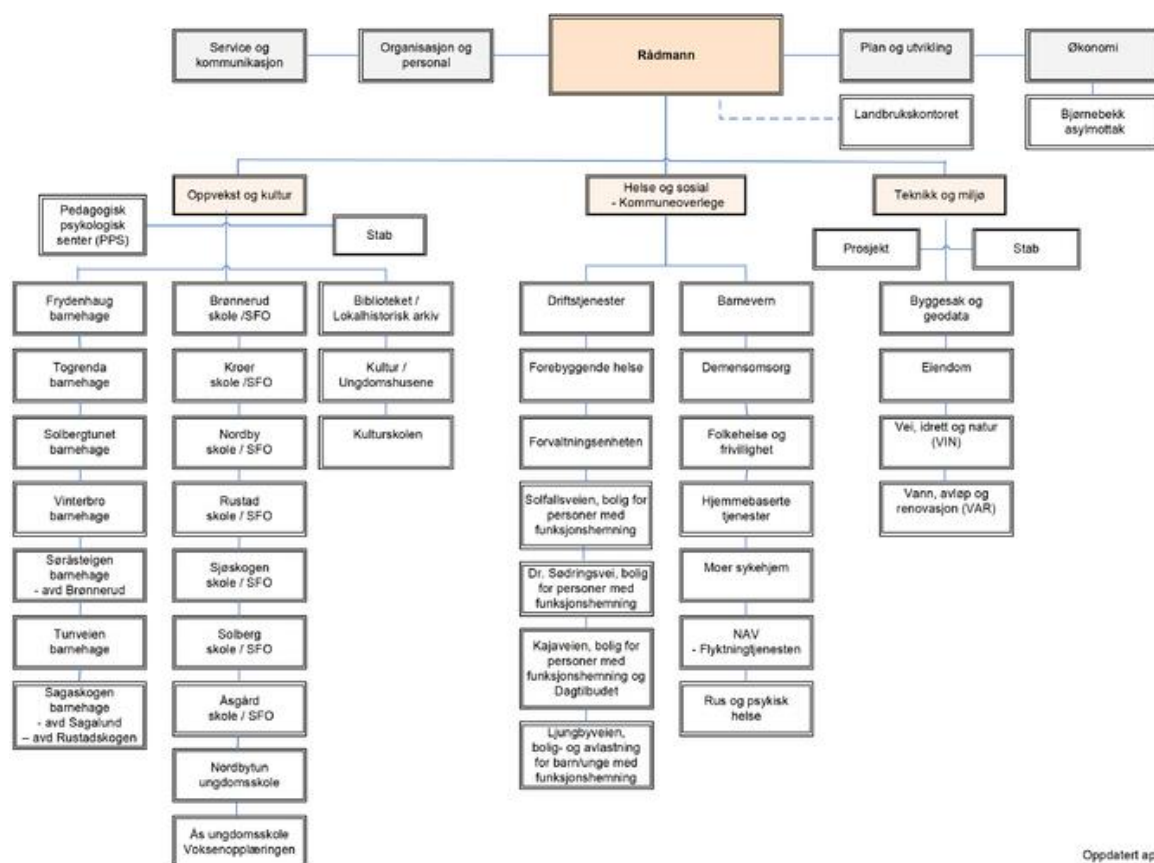 Service og
kommunikasjon
Organisasjon og
personal
Rådmann
Plan og utvikling
Økonomi
Landbrukskontoret
Bjørnebekk
asylmottak
Oppvekst og kultur
Helse og sosial
- Kommuneoverlege
Teknikk og miljø
Pedagogisk
psykologisk
senter (PPS)
Stab
Prosjekt
Stab
Frydenhaug
barnehage
Togrenda
barnehage
Solbergtunet
barnehage
Vinterbro
barnehage
Søråsteigen
barnehage
- avd Brønnerud
Tunveien
barnehage
Sagaskogen
barnehage
- avd Sagalund
– avd Rustadskogen
Brønnerud
skole /SFO
Kroer
skole /SFO
Nordby
skole / SFO
Rustad
skole / SFO
Sjøskogen
skole / SFO
Solberg
skole / SFO
Åsgård
skole / SFO
Nordbytun
ungdomsskole
Ås ungdomsskole
Voksenopplæringen
Biblioteket /
Lokalhistorisk arkiv
Kultur /
Ungdomshusene
Kulturskolen
Driftstjenester
Forebyggende helse
Forvaltningsenheten
Solfallsveien, bolig for
personer med
funksjonshemning
Dr. Sødringsvei, bolig
for personer med
funksjonshemning
Kajaveien, bolig for
personer med
funksjonshemning og
Dagtilbudet
Ljungbyveien,
bolig- og avlastning
for barn/unge med
funksjonshemning
Barnevern
Demensomsorg
Folkehelse og
frivillighet
Hjemmebaserte
tjenester
Moer sykehjem
NAV
- Flyktningtjenesten
Rus og psykisk
helse
Byggesak og
geodata
Eiendom
Vei, idrett og natur
(VIN)
Vann, avløp og
renovasjon (VAR)
Oppdatert ap